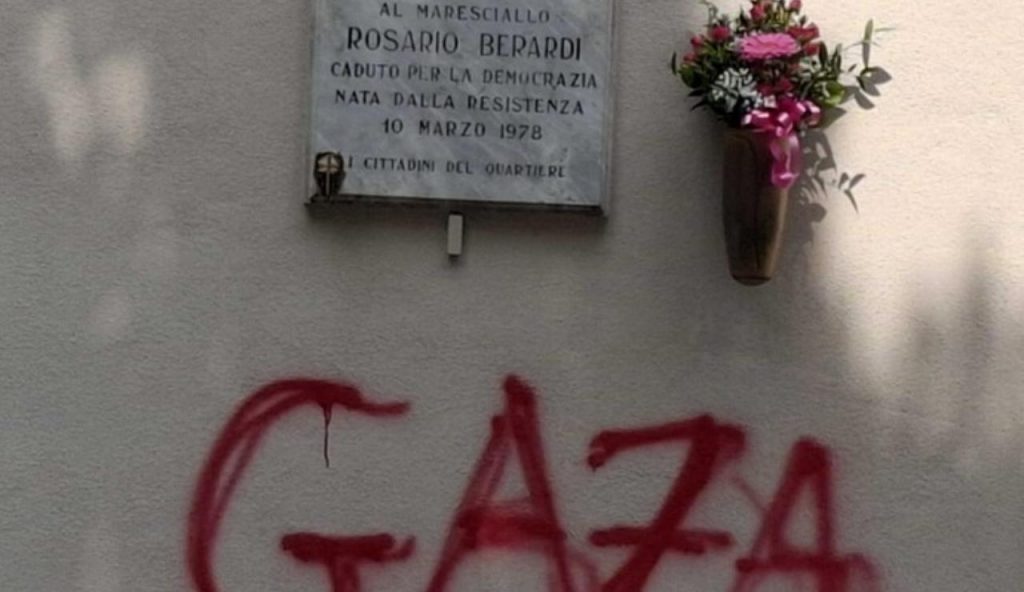 AL MARESCIALLO
ROSARIO BERARDI
CADUTO PER LA DEMOCRAZIA
NATA DALLA RESISTENZA
10 MARZO 1978
I CITTADINI DEL QUARTIERE
GAZA